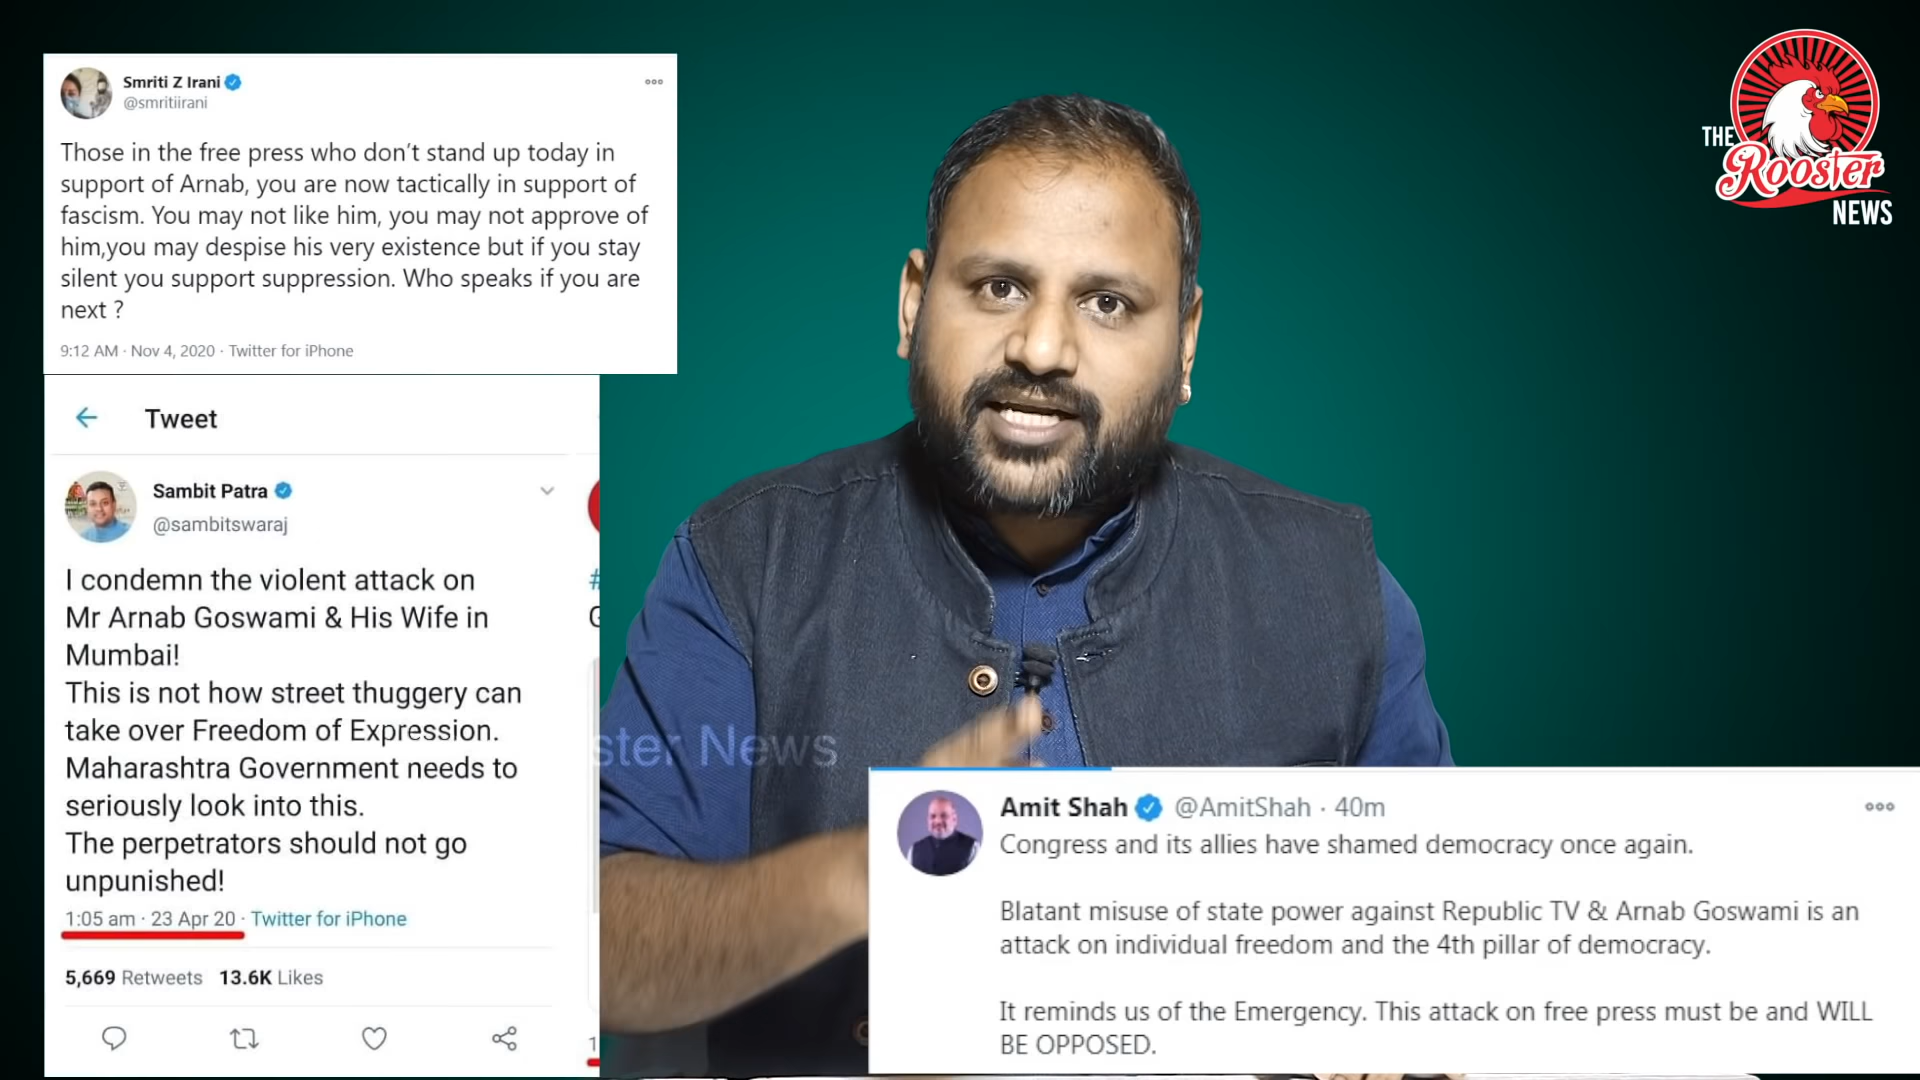 Smriti Z Irani
@smritiirani
Those in the free press who don't stand up today in
support of Arnab, you are now tactically in support of
fascism. You may not like him, you may not approve of
him,you may despise his very existence but if you stay
silent you support suppression. Who speaks if you are
next ?
9:12 AM · Nov 4, 2020 · Twitter for iPhone
Tweet
Sambit Patra
@sambitswaraj
I condemn the violent attack on
Mr Arnab Goswami & His Wife in
Mumbai!
This is not how street thuggery can
take over Freedom of Expression.
Maharashtra Government needs to
seriously look into this.
The perpetrators should not go
unpunished!
1:05 am · 23 Apr 20 · Twitter for iPhone
5,669 Retweets 13.6K Likes
THE
Rooster
NEWS
ster News
Amit Shah @AmitShah · 40m
Congress and its allies have shamed democracy once again.
Blatant misuse of state power against Republic TV & Arnab Goswami is an
attack on individual freedom and the 4th pillar of democracy.
It reminds us of the Emergency. This attack on free press must be and WILL
BE OPPOSED.